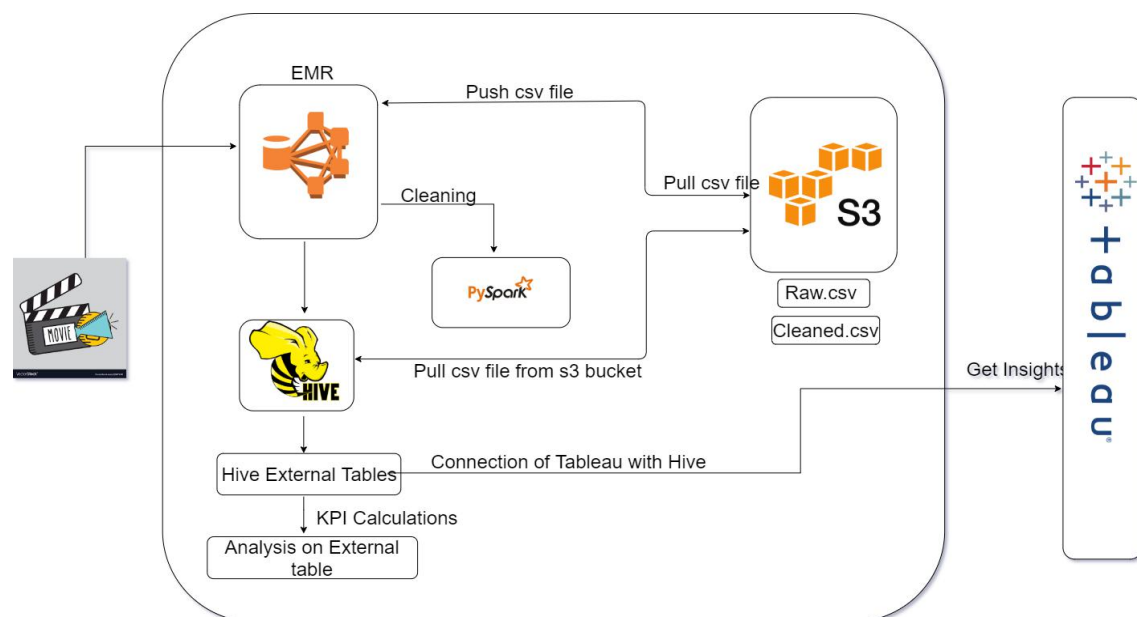 EMR
Push csv file
Pull csv file
Cleaning
S3
MOVIE
PySpark
Raw.csv
Cleaned.csv
HIVE
Pull csv file from s3 bucket
Get Insights
+ableau
Hive External Tables
Connection of Tableau with Hive
KPI Calculations
Analysis on External
table